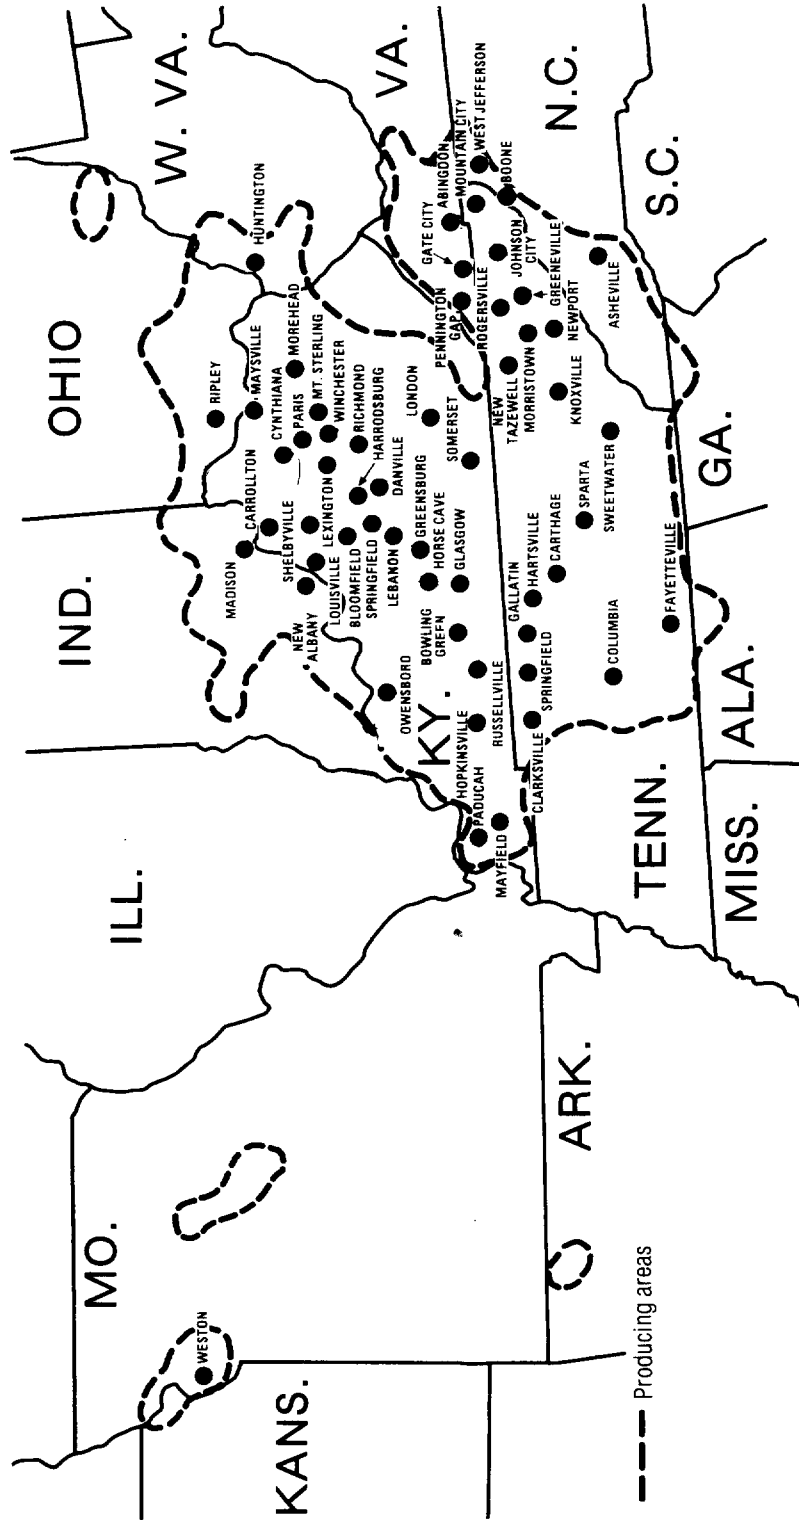 OHIO
IND.
ILL.
MO.
KANS.
W. VA.
VA.
KY.
TENN.
ARK.
MISS.
ALA.
GA.
S.C.
N.C.
WESTON
RIPLEY
MAYSVILLE
HUNTINGTON
MADISON
CARROLLTON
CYNTHIANA
MOREHEAD
PARIS
MT. STERLING
SHELBYVILLE
NEW
ALBANY
LOUISVILLE
LEXINGTON
WINCHESTER
BLOOMFIELD
RICHMOND
HARRODSBURG
SPRINGFIELD
DANVILLE
LEBANON
OWENSBORO
GREENSBURG
HORSE CAVE
LONDON
SOMERSET
GLASGOW
BOWLING
GREEN
HOPKINSVILLE
RUSSELLVILLE
PADUCAH
MAYFIELD
PENNINGTON
GAP
GATE CITY
ABINGDON
MOUNTAIN CITY
WEST JEFFERSON
BOONE
ROGERSVILLE
JOHNSON
CITY
GREENEVILLE
NEW
TAZEWELL
MORRISTOWN
NEWPORT
KNOXVILLE
ASHEVILLE
CLARKSVILLE
SPRINGFIELD
GALLATIN
HARTSVILLE
CARTHAGE
SPARTA
SWEETWATER
COLUMBIA
FAYETTEVILLE
Producing areas